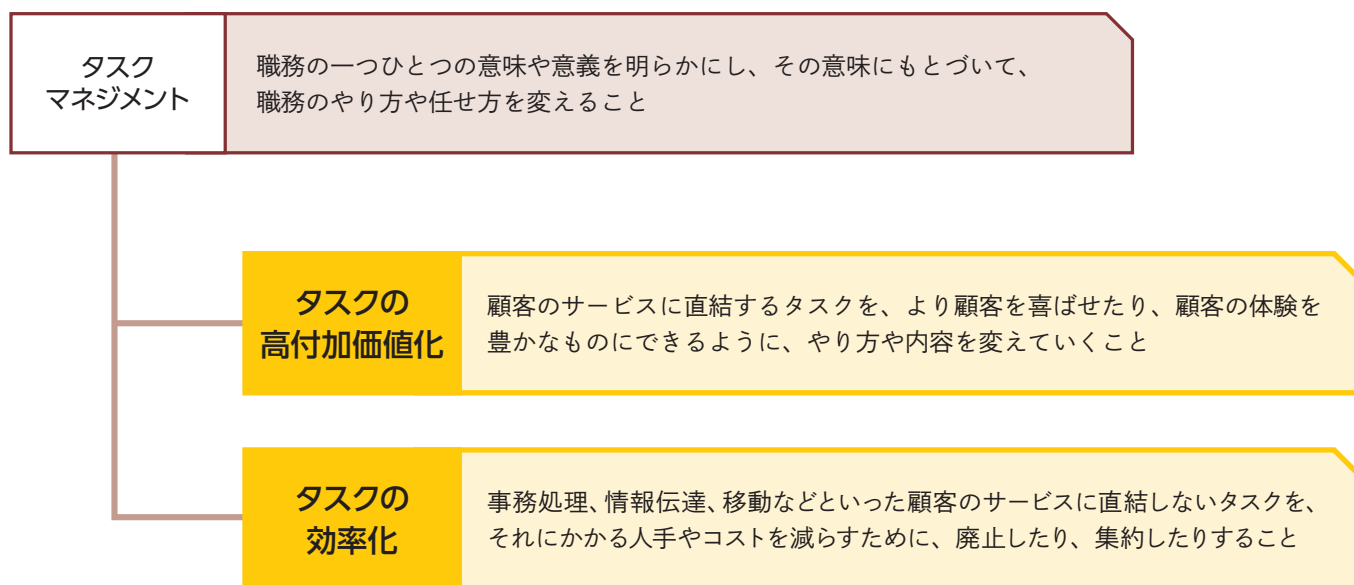 タスク
マネジメント
職務の一つひとつの意味や意義を明らかにし、その意味にもとづいて、
職務のやり方や任せ方を変えること
タスクの
高付加価値化
顧客のサービスに直結するタスクを、より顧客を喜ばせたり、顧客の体験を
豊かなものにできるように、やり方や内容を変えていくこと
タスクの
効率化
事務処理、情報伝達、移動などといった顧客のサービスに直結しないタスクを、
それにかかる人手やコストを減らすために、廃止したり、集約したりすること